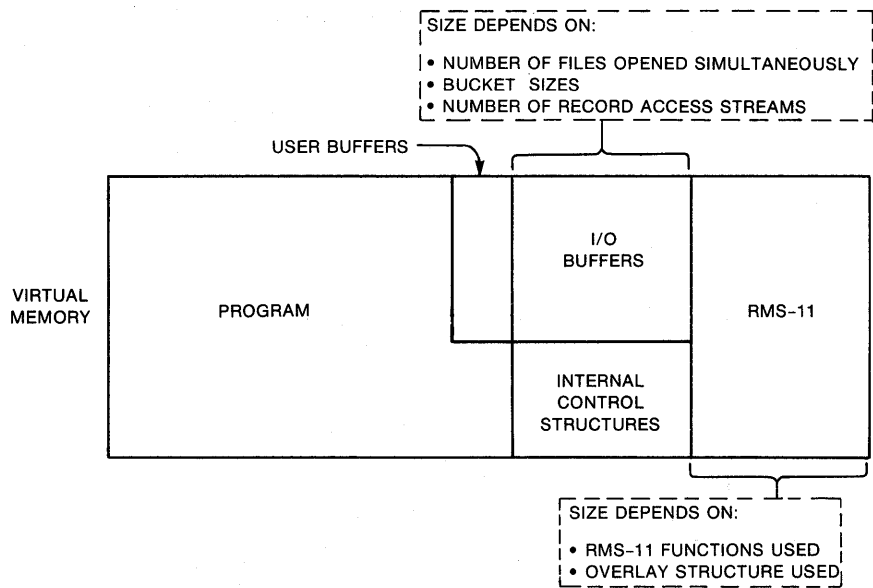 SIZE DEPENDS ON:
• NUMBER OF FILES OPENED SIMULTANEOUSLY
• BUCKET SIZES
• NUMBER OF RECORD ACCESS STREAMS
USER BUFFERS
VIRTUAL
MEMORY
PROGRAM
I/O
BUFFERS
RMS-11
INTERNAL
CONTROL
STRUCTURES
SIZE DEPENDS ON:
• RMS-11 FUNCTIONS USED
• OVERLAY STRUCTURE USED